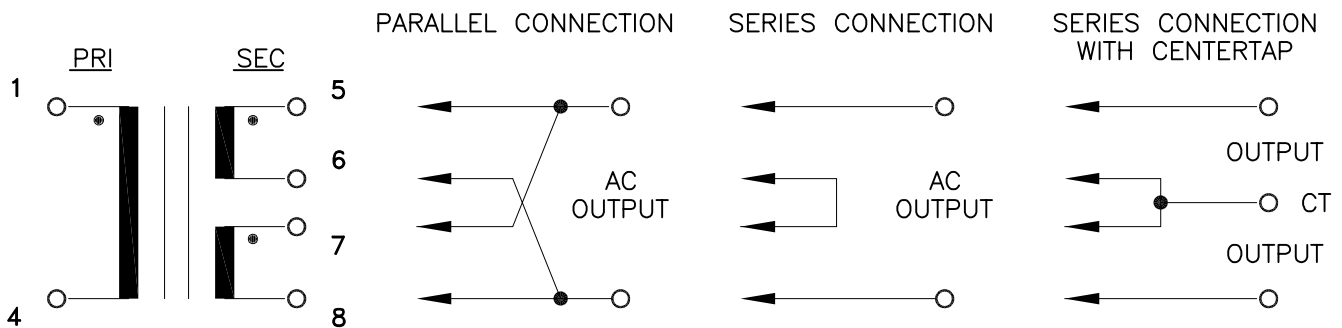 PARALLEL CONNECTION
SERIES CONNECTION
SERIES CONNECTION
WITH CENTERTAP
PRI
SEC
1
4
5
6
7
8
AC
OUTPUT
AC
OUTPUT
OUTPUT
CT
OUTPUT